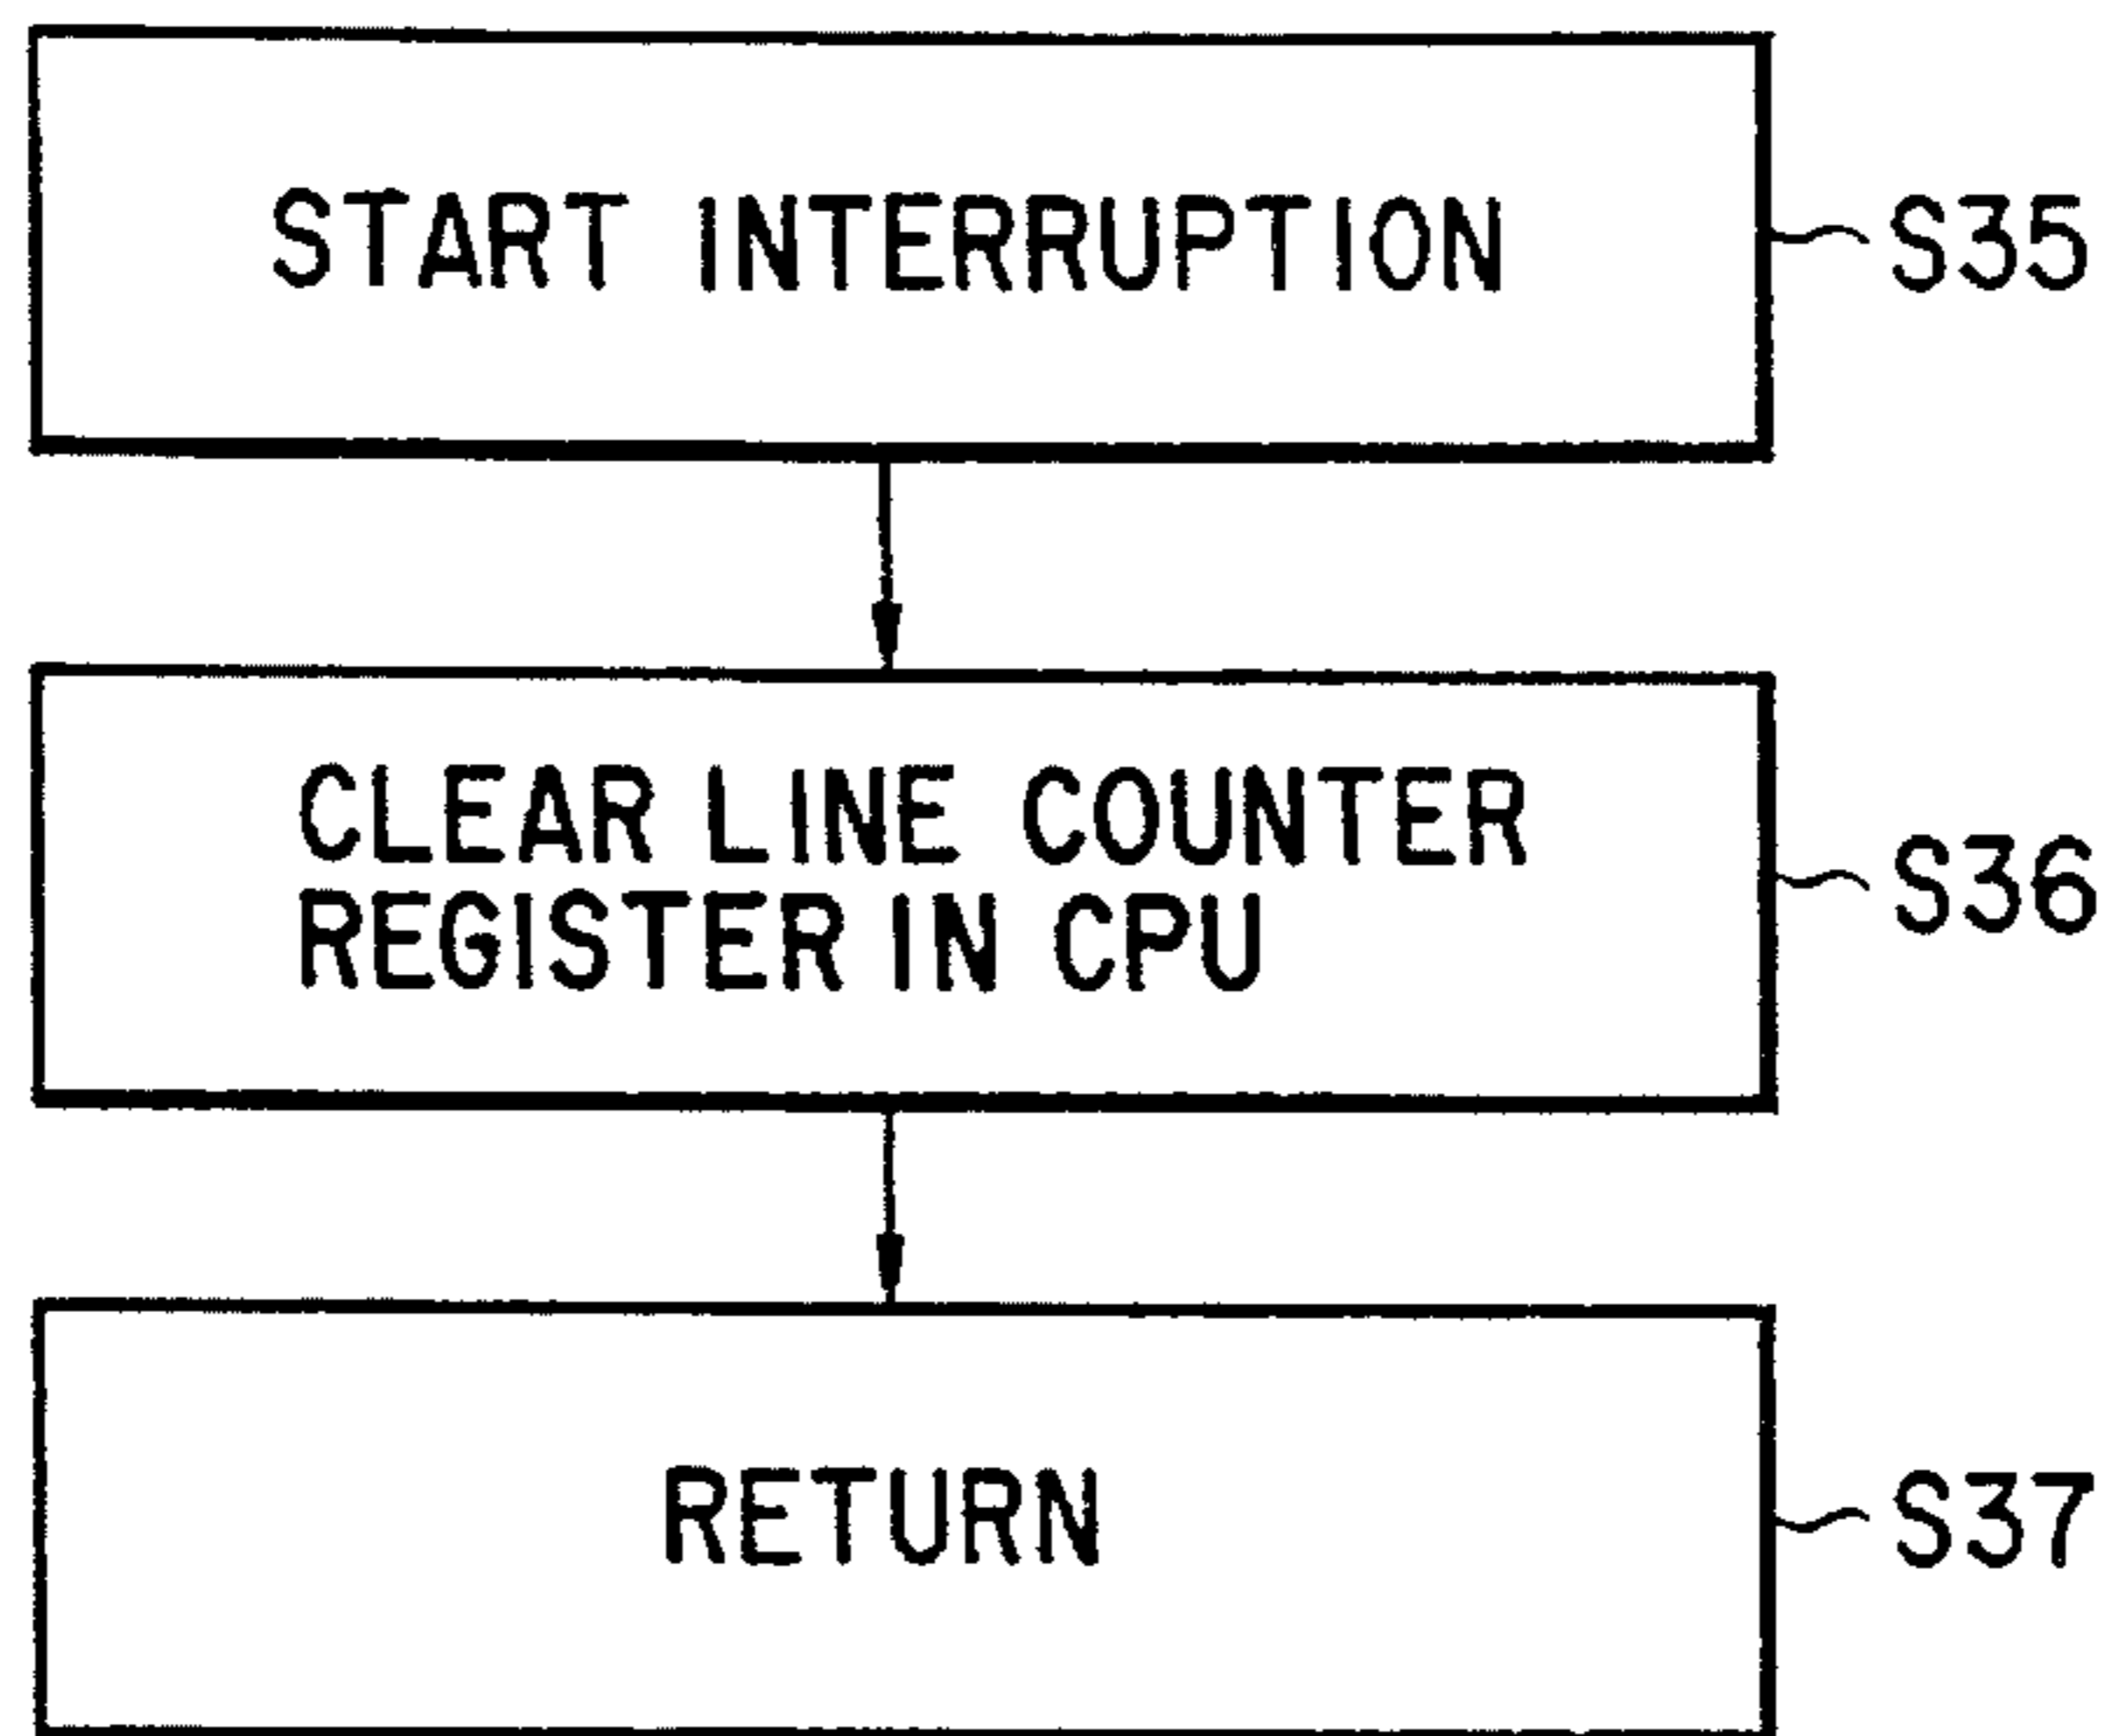 START INTERRUPTION
S35
CLEAR LINE COUNTER
REGISTER IN CPU
S36
RETURN
S37